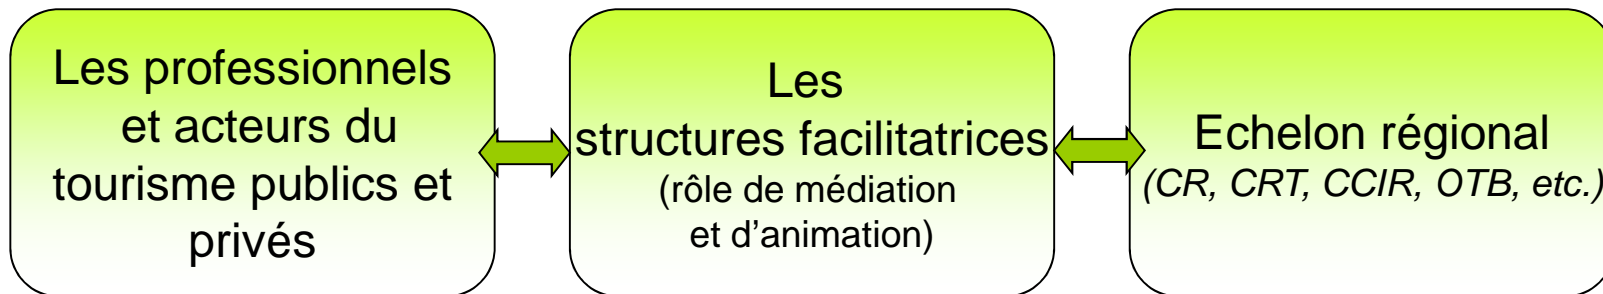 Les professionnels
et acteurs du
tourisme publics et
privés
Les
structures facilitatrices
(rôle de médiation
et d’animation)
Echelon régional
(CR, CRT, CCIR, OTB, etc.)